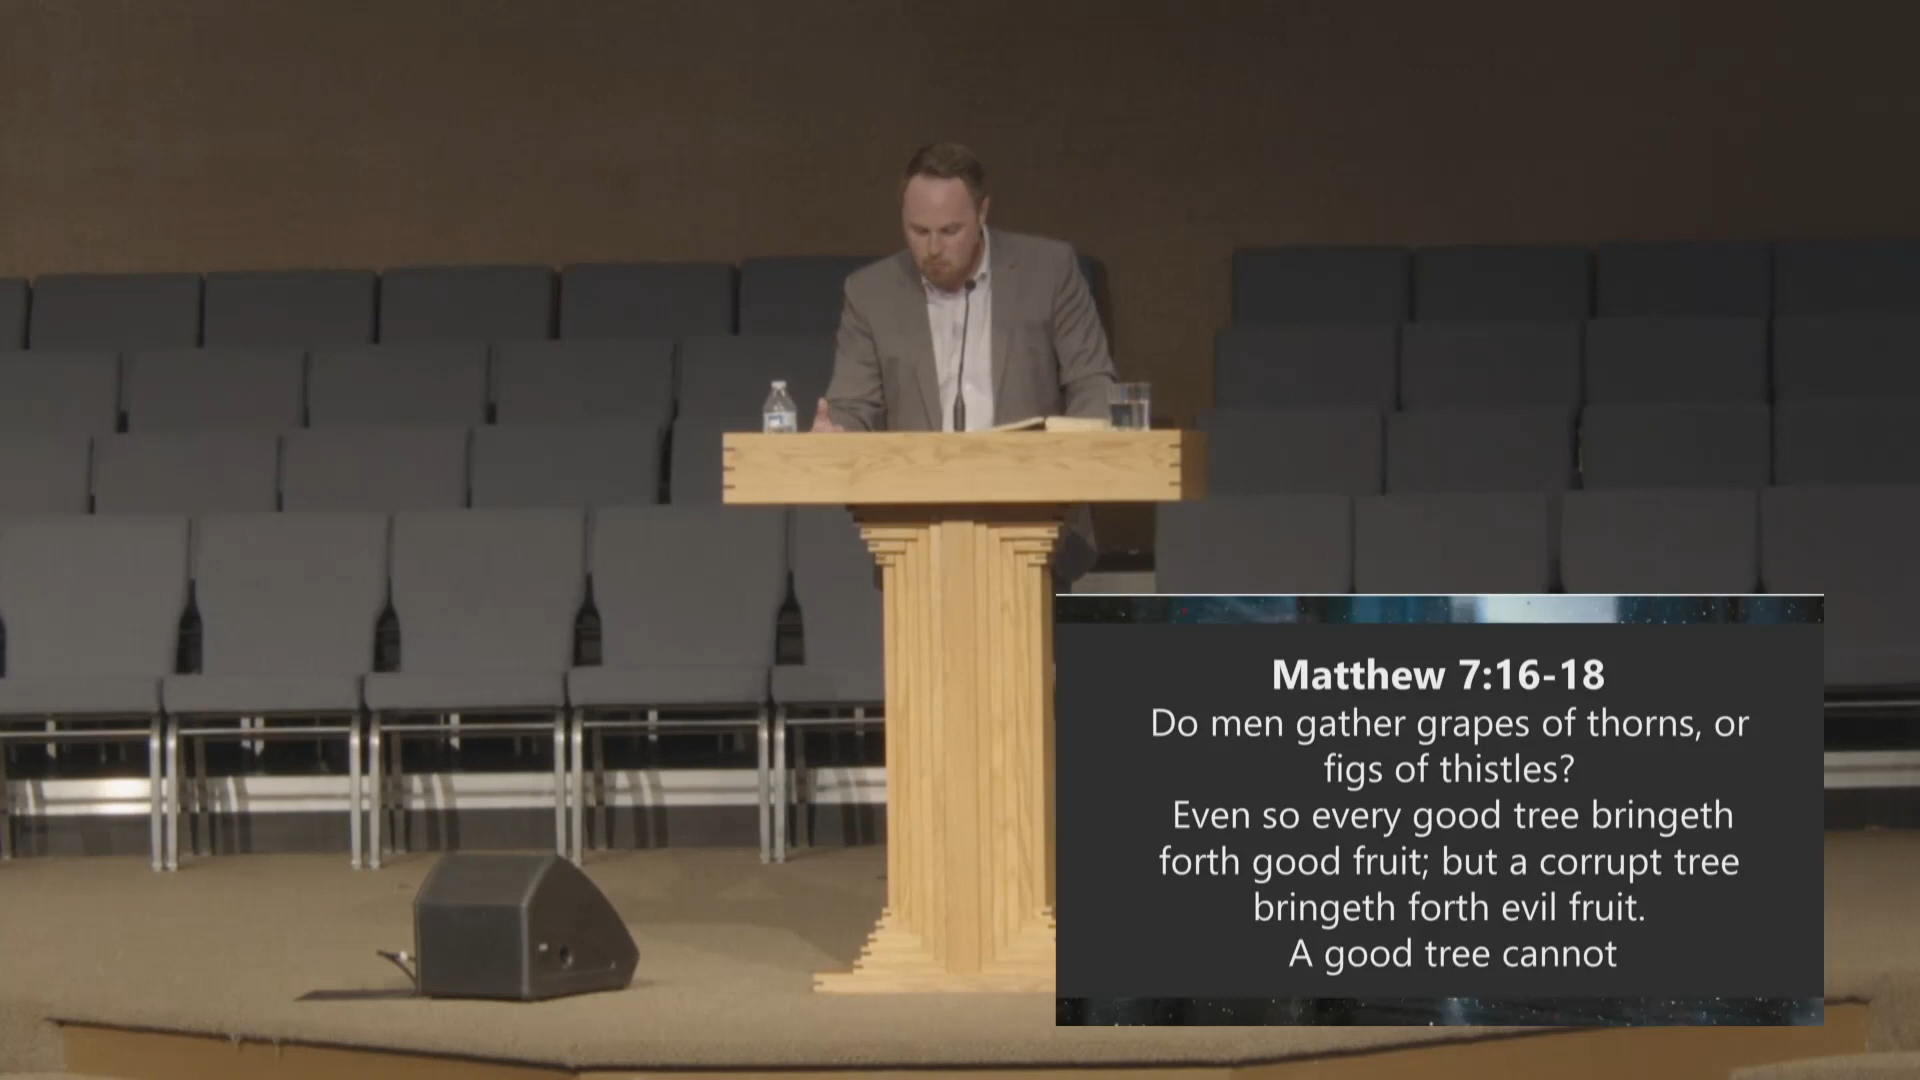 Matthew 7:16-18
Do men gather grapes of thorns, or
figs of thistles?
Even so every good tree bringeth
forth good fruit; but a corrupt tree
bringeth forth evil fruit.
A good tree cannot